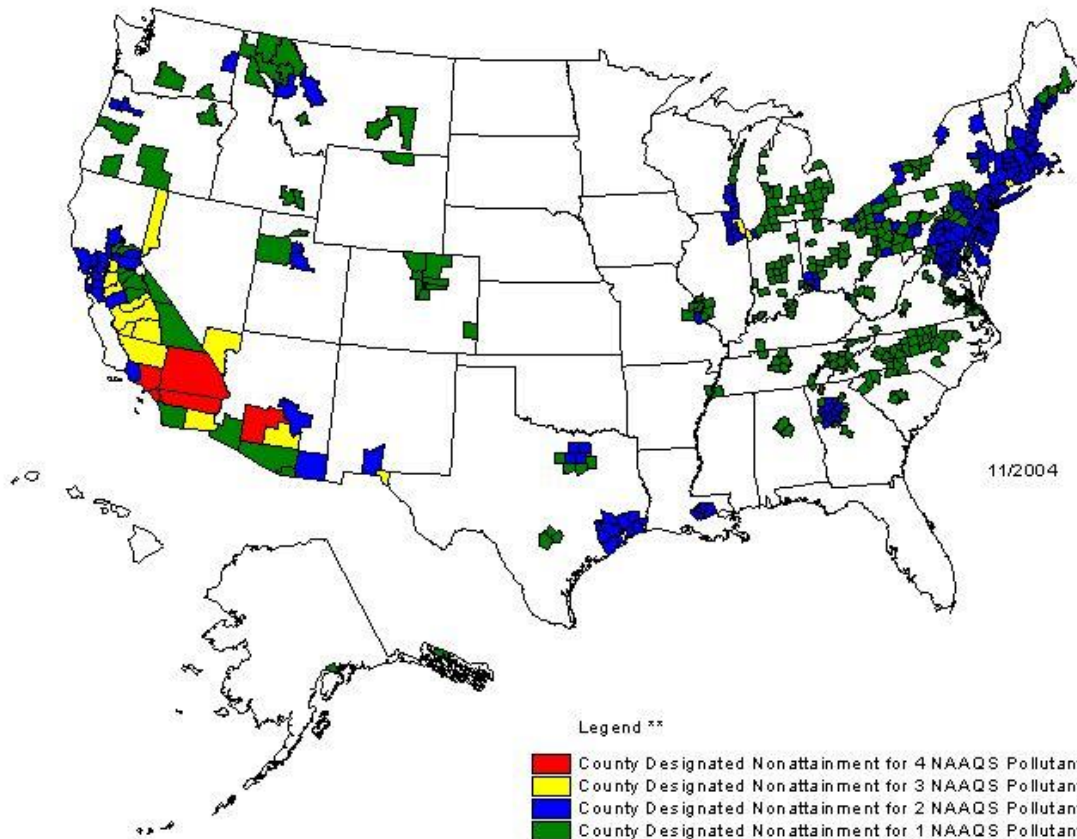 11/2004
Legend **
County Designated Nonattainment for 4 NAAQS Pollutan
County Designated Nonattainment for 3 NAAQS Pollutan
County Designated Nonattainment for 2 NAAQS Pollutan
County Designated Nonattainment for 1 NAAQS Pollutan